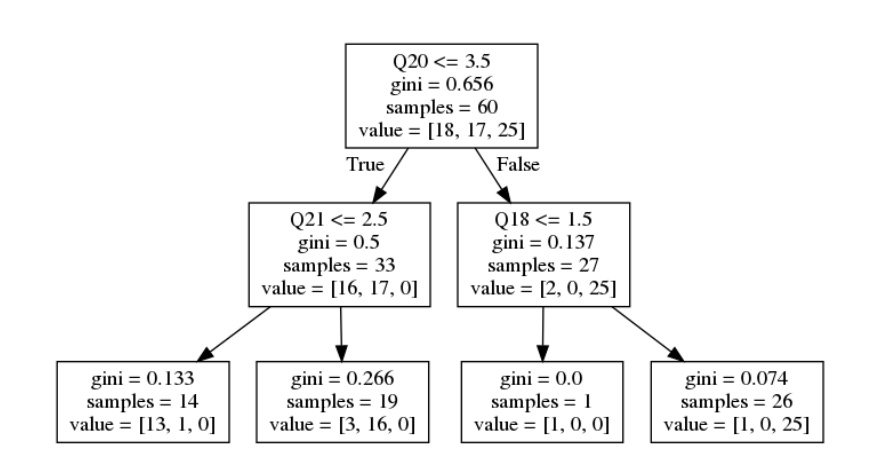 Q20 <= 3.5
gini = 0.656
samples = 60
value = [18, 17, 25]
True
False
Q21 <= 2.5
gini = 0.5
samples = 33
value = [16, 17, 0]
Q18 <= 1.5
gini = 0.137
samples = 27
value = [2, 0, 25]
gini = 0.133
samples = 14
value = [13, 1, 0]
gini = 0.266
samples = 19
value = [3, 16, 0]
gini = 0.0
samples = 1
value = [1, 0, 0]
gini = 0.074
samples = 26
value = [1, 0, 25]